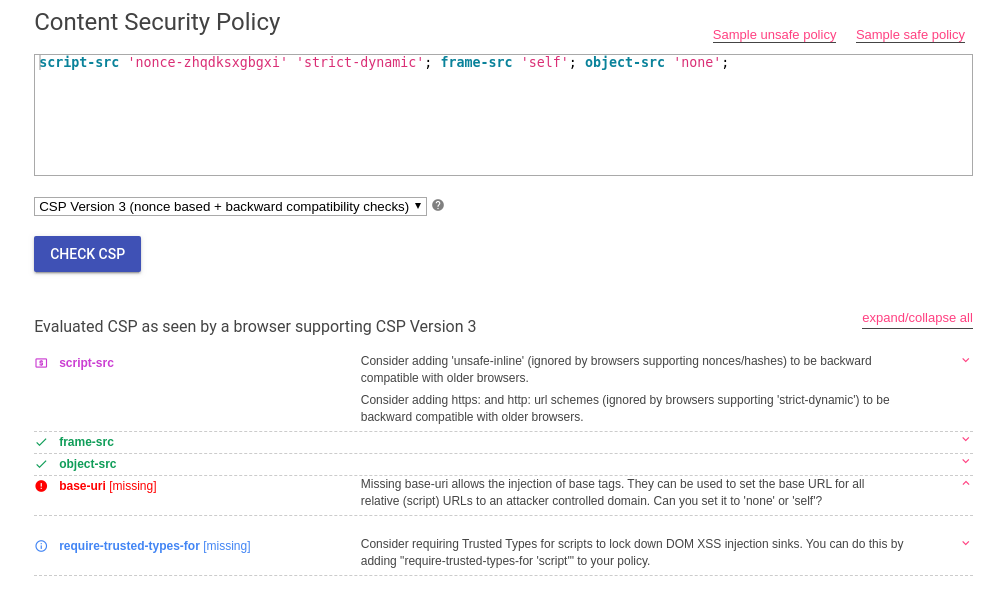 Content Security Policy
Sample unsafe policy Sample safe policy
script-src 'nonce-zhqdksxgbgxi' 'strict-dynamic'; frame-src 'self'; object-src 'none';
CSP Version 3 (nonce based + backward compatibility checks)
CHECK CSP
Evaluated CSP as seen by a browser supporting CSP Version 3
expand/collapse all
script-src
Consider adding 'unsafe-inline' (ignored by browsers supporting nonces/hashes) to be backward
compatible with older browsers.
Consider adding https: and http: url schemes (ignored by browsers supporting 'strict-dynamic') to be
backward compatible with older browsers.
frame-src
object-src
base-uri [missing]
Missing base-uri allows the injection of base tags. They can be used to set the base URL for all
relative (script) URLs to an attacker controlled domain. Can you set it to 'none' or 'self'?
require-trusted-types-for [missing]
Consider requiring Trusted Types for scripts to lock down DOM XSS injection sinks. You can do this by
adding "require-trusted-types-for 'script'" to your policy.